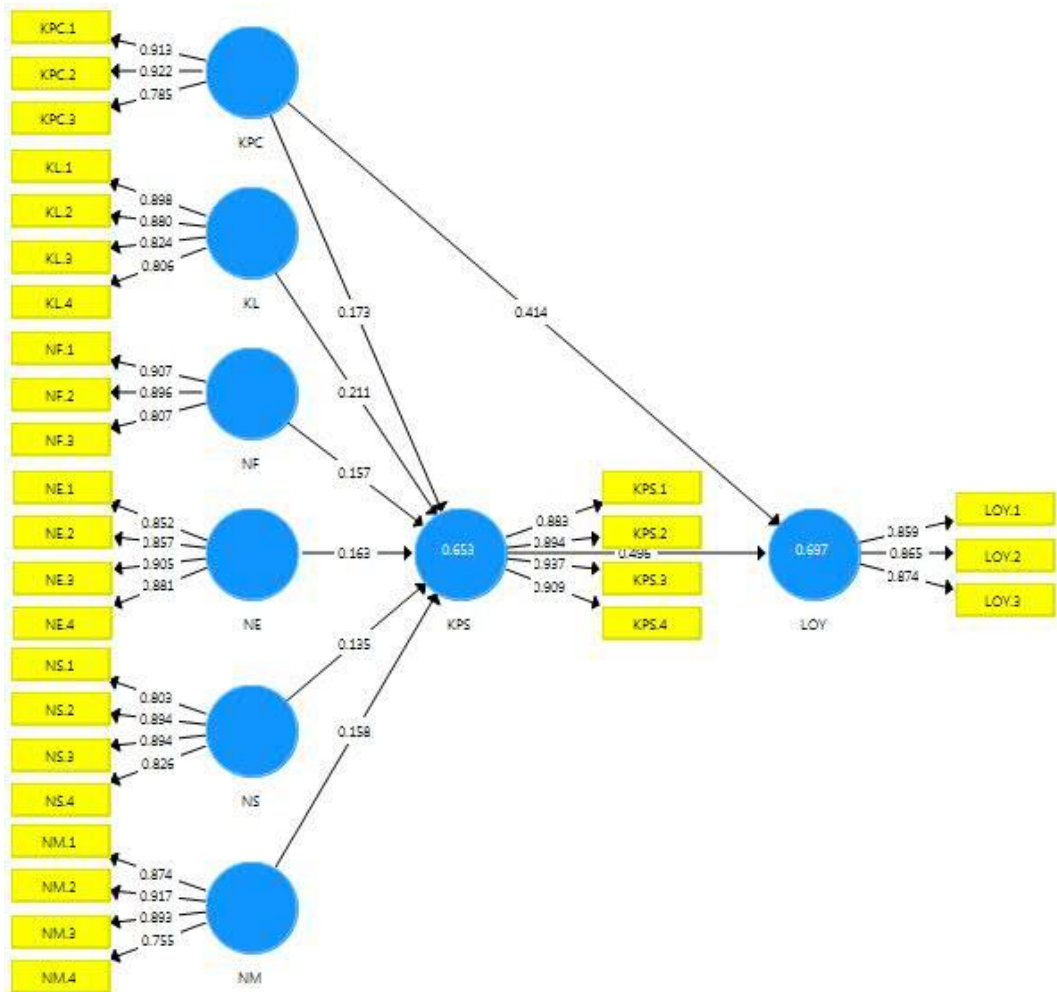 KPC.1
KPC.2
KPC.3
0.913
0.922
0.785
KPC
KL.1
KL.2
KL.3
KL.4
0.898
0.880
0.824
0.806
KL
NF.1
NF.2
NF.3
0.907
0.896
0.807
NF
NE.1
NE.2
NE.3
NE.4
0.852
0.857
0.905
0.881
NE
NS.1
NS.2
NS.3
NS.4
0.803
0.894
0.894
0.826
NS
NM.1
NM.2
NM.3
NM.4
0.874
0.917
0.893
0.755
NM
0.173
0.211
0.157
0.163
0.135
0.158
0.414
0.653
KPS
0.883
0.894
0.496
0.937
0.909
KPS.1
KPS.2
KPS.3
KPS.4
0.697
LOY
0.859
0.865
0.874
LOY.1
LOY.2
LOY.3